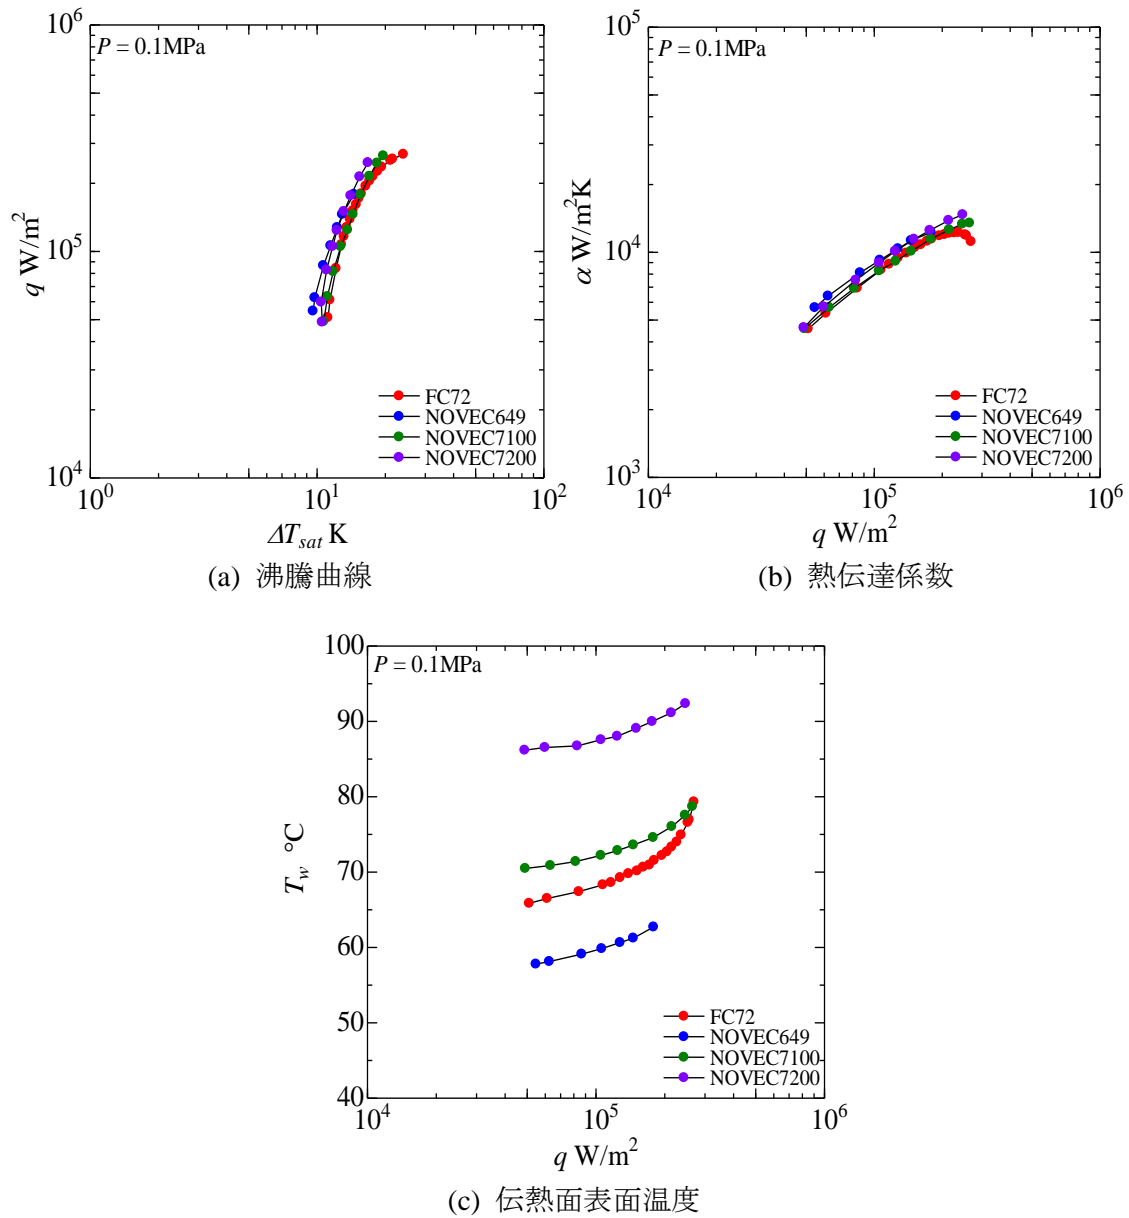 10^6
P = 0.1MPa
q W/m^2
10^5
10^4
10^0
10^1
10^2
ΔT_sat K
FC72
NOVEC649
NOVEC7100
NOVEC7200
(a) 沸騰曲線
10^5
P = 0.1MPa
α W/m^2K
10^4
10^3
10^4
10^5
10^6
q W/m^2
FC72
NOVEC649
NOVEC7100
NOVEC7200
(b) 熱伝達係数
100
P = 0.1MPa
90
80
T_w °C
70
60
50
40
10^4
10^5
10^6
q W/m^2
FC72
NOVEC649
NOVEC7100
NOVEC7200
(c) 伝熱面表面温度